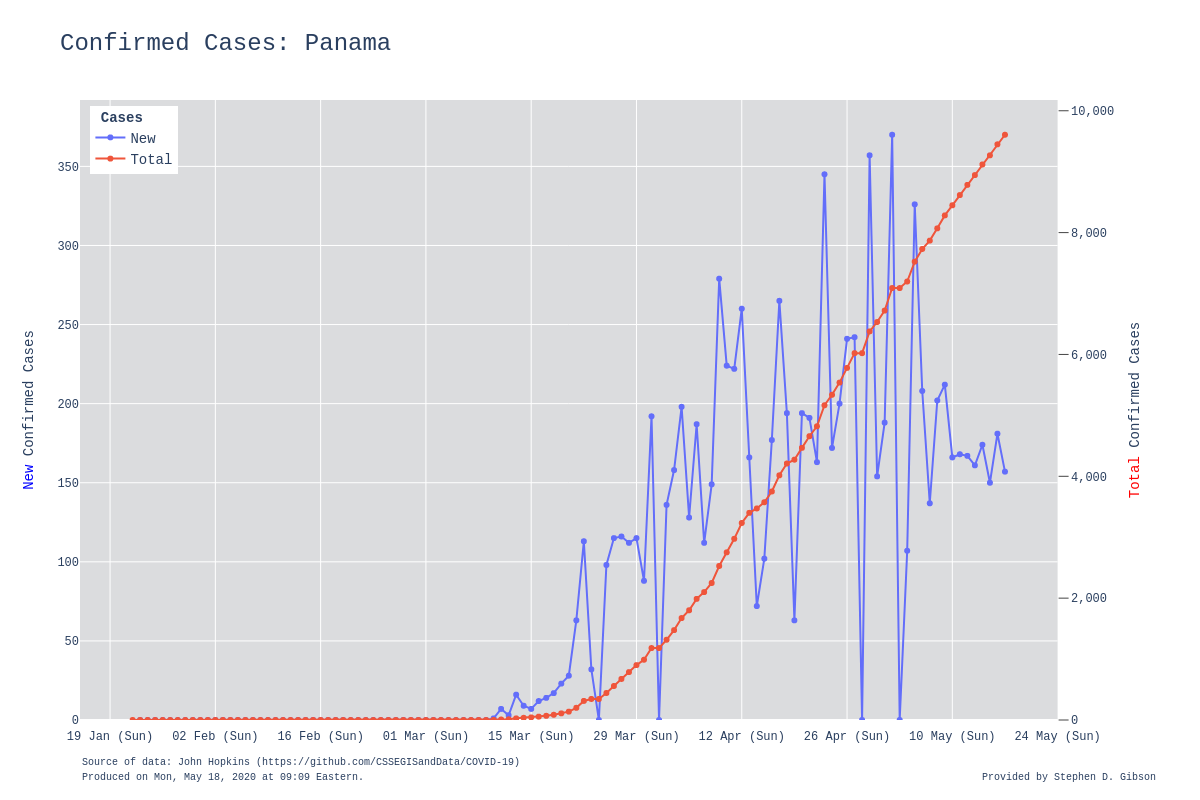 Confirmed Cases: Panama
Cases
New
Total
10,000
8,000
6,000
4,000
2,000
0
350
300
250
200
150
100
50
0
New Confirmed Cases
Total Confirmed Cases
19 Jan (Sun) 02 Feb (Sun) 16 Feb (Sun) 01 Mar (Sun) 15 Mar (Sun) 29 Mar (Sun) 12 Apr (Sun) 26 Apr (Sun) 10 May (Sun) 24 May (Sun)
Source of data: John Hopkins (https://github.com/CSSEGISandData/COVID-19)
Produced on Mon, May 18, 2020 at 09:09 Eastern.
Provided by Stephen D. Gibson